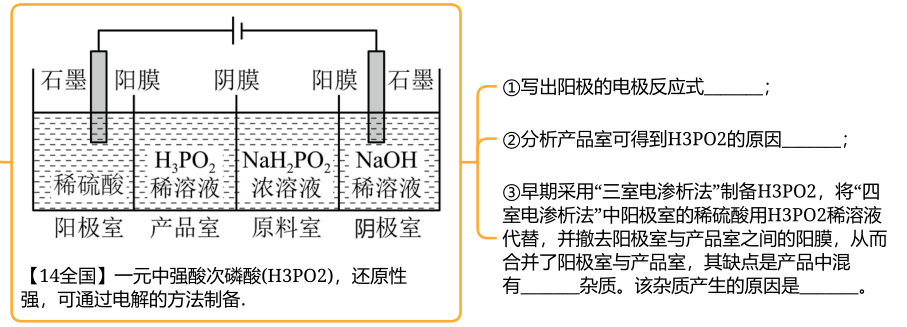 石墨 阳膜 阴膜 阳膜 石墨
稀硫酸 H₃PO₂ 稀溶液 NaH₂PO₂ 浓溶液 NaOH 稀溶液
阳极室 产品室 原料室 阴极室
【14全国】一元中强酸次磷酸(H3PO2)，还原性
强，可通过电解的方法制备.
①写出阳极的电极反应式______；
②分析产品室可得到H3PO2的原因______；
③早期采用“三室电渗析法”制备H3PO2，将“四
室电渗析法”中阳极室的稀硫酸用H3PO2稀溶液
代替，并撤去阳极室与产品室之间的阳膜，从而
合并了阳极室与产品室，其缺点是产品中混
有______杂质。该杂质产生的原因是______。